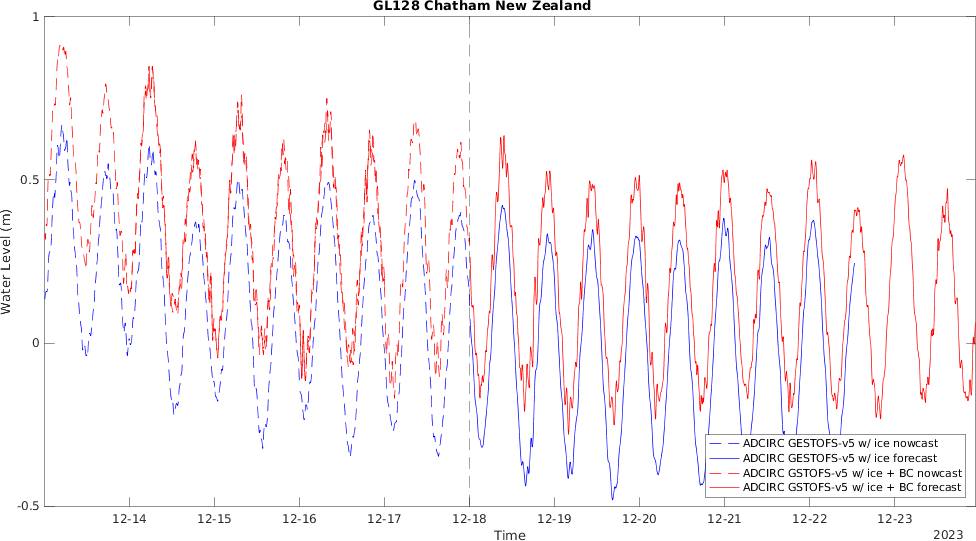 GL128 Chatham New Zealand
1
0.5
0
-0.5
Water Level (m)
12-14
12-15
12-16
12-17
12-18
12-19
12-20
12-21
12-22
12-23
Time
2023
ADCIRC GESTOFS-v5 w/ ice nowcast
ADCIRC GESTOFS-v5 w/ ice forecast
ADCIRC GSTOFS-v5 w/ ice + BC nowcast
ADCIRC GSTOFS-v5 w/ ice + BC forecast